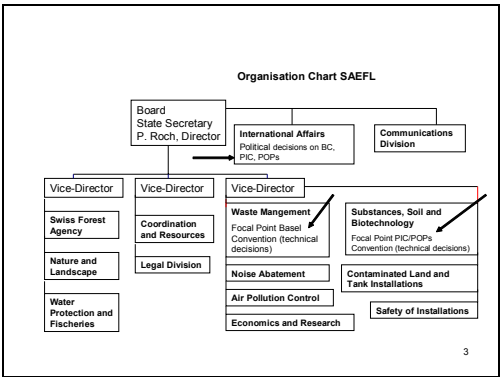 Organisation Chart SAEFL
Board
State Secretary
P. Roch, Director
International Affairs
Political decisions on BC,
PIC, POPs
Communications
Division
Vice-Director
Vice-Director
Vice-Director
Swiss Forest
Agency
Nature and
Landscape
Water
Protection and
Fischeries
Coordination
and Resources
Legal Division
Waste Mangement
Focal Point Basel
Convention (technical
decisions)
Noise Abatement
Air Pollution Control
Economics and Research
Substances, Soil and
Biotechnology
Focal Point PIC/POPs
Convention (technical decisions)
Contaminated Land and
Tank Installations
Safety of Installations
3